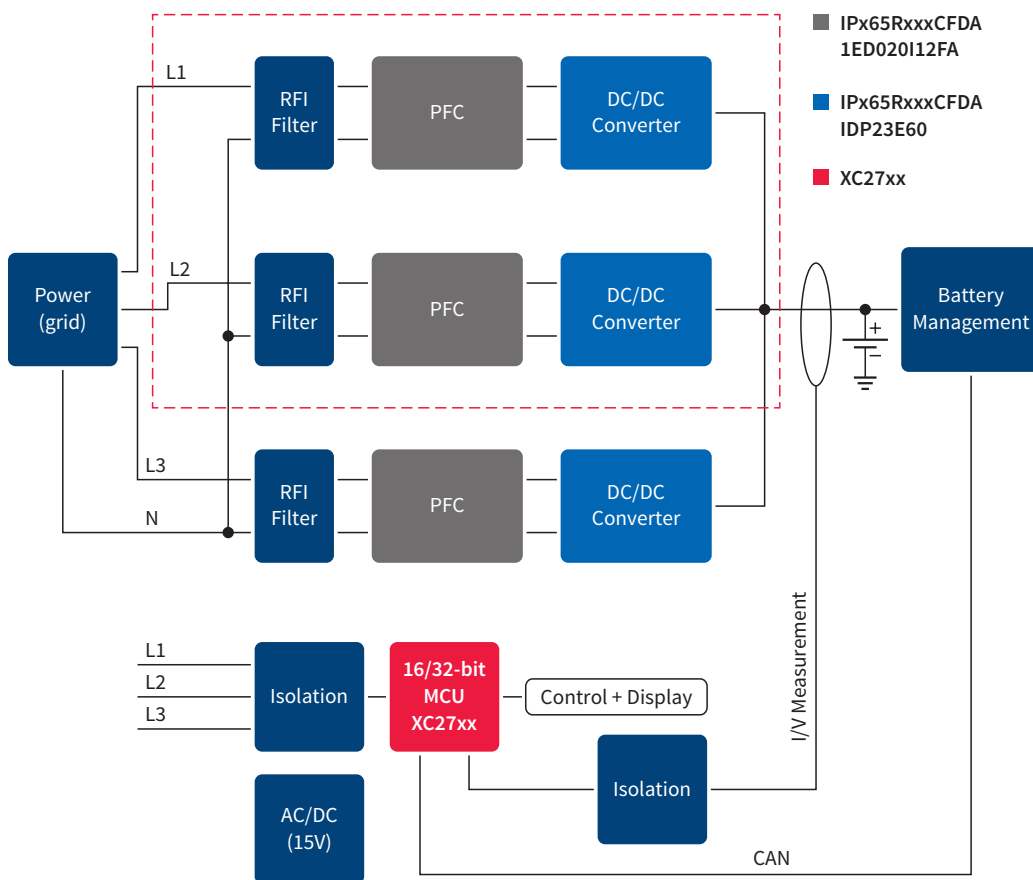 IPx65RxxxCFDA
1ED020I12FA
IPx65RxxxCFDA
IDP23E60
XC27xx
L1
RFI
Filter
PFC
DC/DC
Converter
Power
(grid)
L2
RFI
Filter
PFC
DC/DC
Converter
+
−
Battery
Management
L3
N
RFI
Filter
PFC
DC/DC
Converter
I/V Measurement
L1
L2
L3
Isolation
16/32-bit
MCU
XC27xx
Control + Display
Isolation
AC/DC
(15V)
CAN